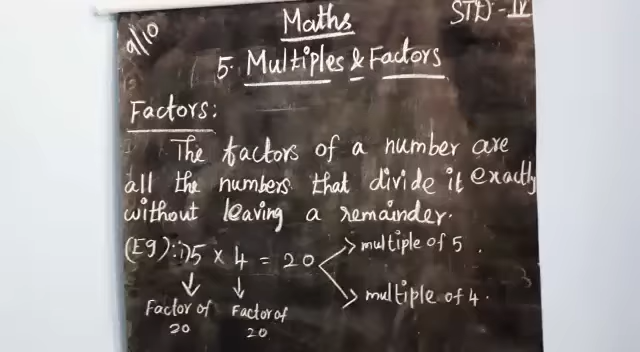 Maths
STD - IV
9/10
5. Multiples & Factors
Factors:
The factors of a number are
all the numbers that divide it exactly
without leaving a remainder.
(Eg): i) 5 × 4 = 20
multiple of 5.
multiple of 4.
Factor of 20
Factor of 20